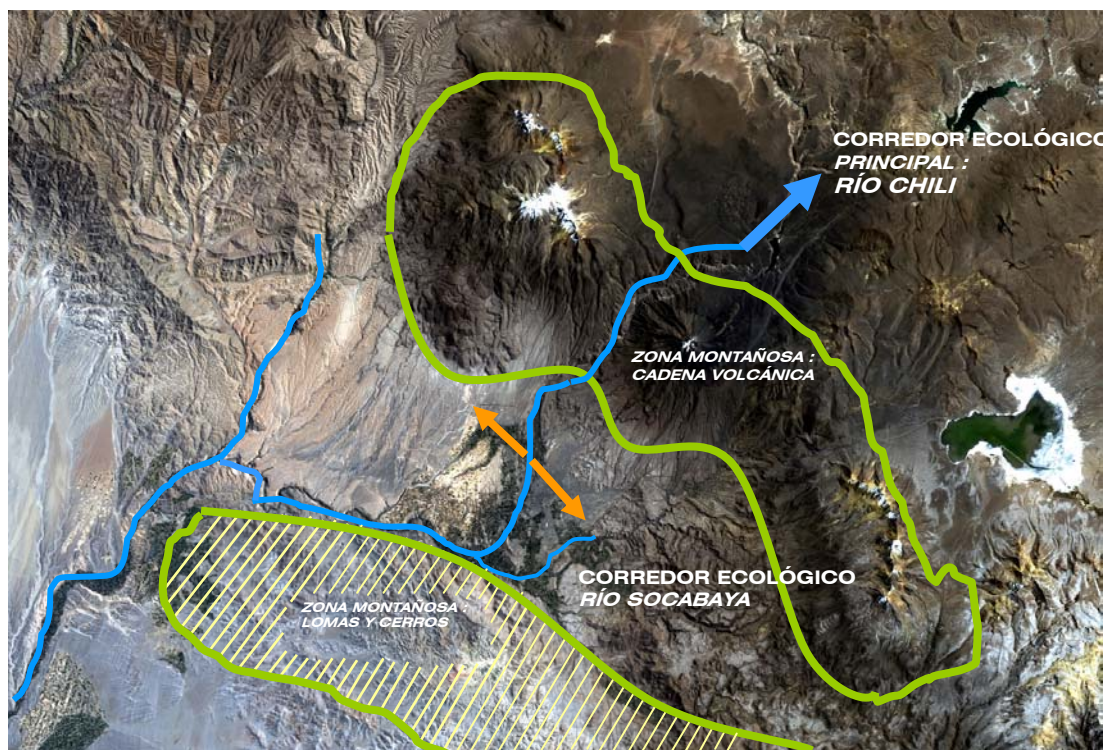 CORREDOR ECOLÓGICO
PRINCIPAL :
RÍO CHILI
ZONA MONTAÑOSA :
CADENA VOLCÁNICA
CORREDOR ECOLÓGICO
RÍO SOCABAYA
ZONA MONTAÑOSA :
LOMAS Y CERROS